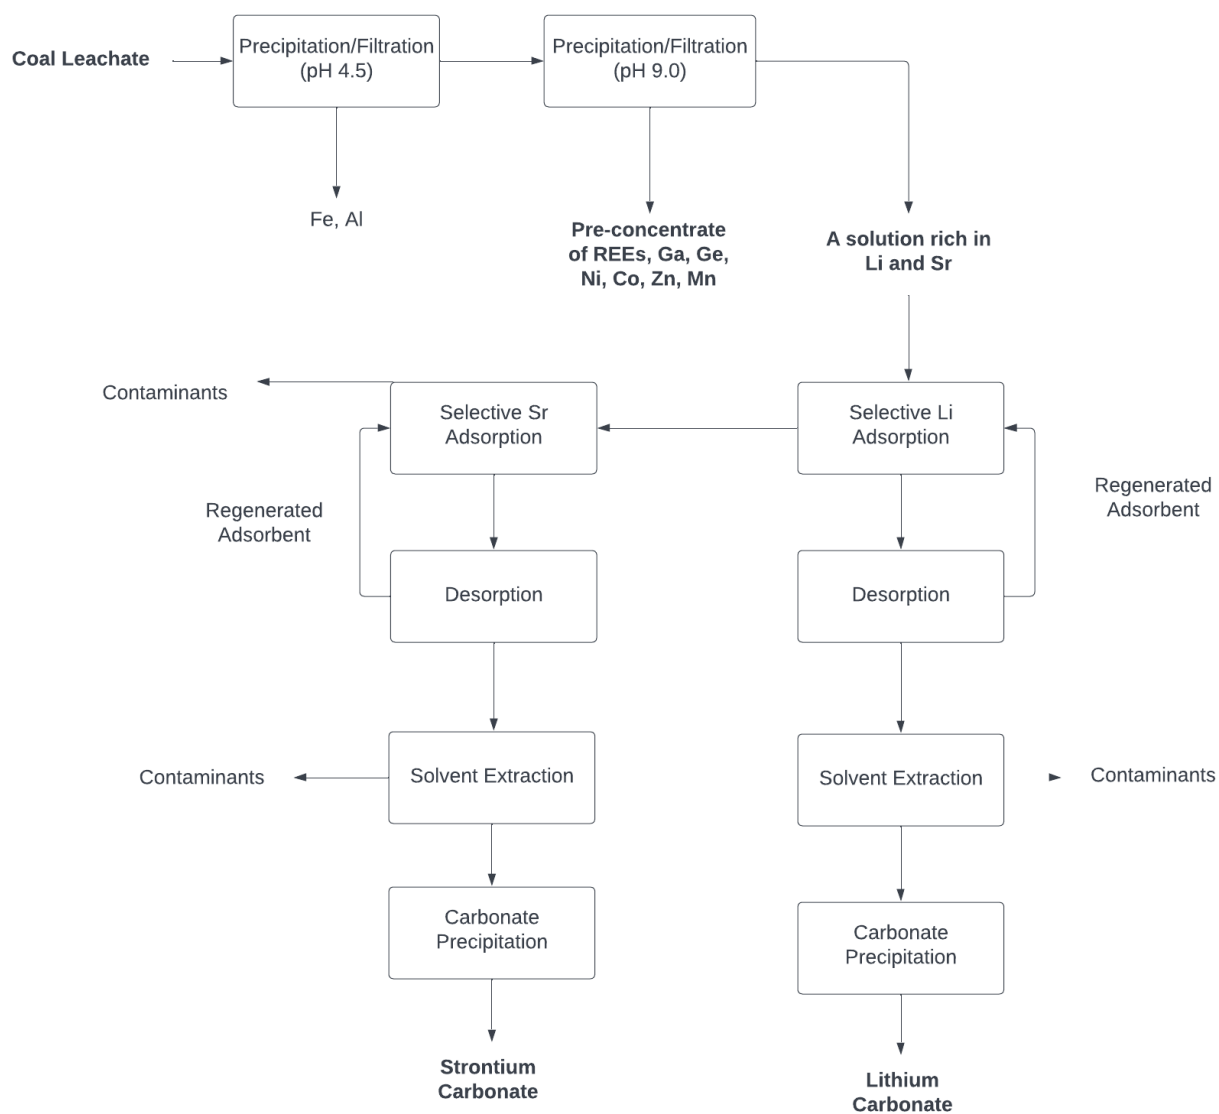 Coal Leachate
Precipitation/Filtration
(pH 4.5)
Precipitation/Filtration
(pH 9.0)
Fe, Al
Pre-concentrate
of REEs, Ga, Ge,
Ni, Co, Zn, Mn
A solution rich in
Li and Sr
Contaminants
Selective Sr
Adsorption
Selective Li
Adsorption
Regenerated
Adsorbent
Regenerated
Adsorbent
Desorption
Desorption
Contaminants
Solvent Extraction
Solvent Extraction
Contaminants
Carbonate
Precipitation
Carbonate
Precipitation
Strontium
Carbonate
Lithium
Carbonate